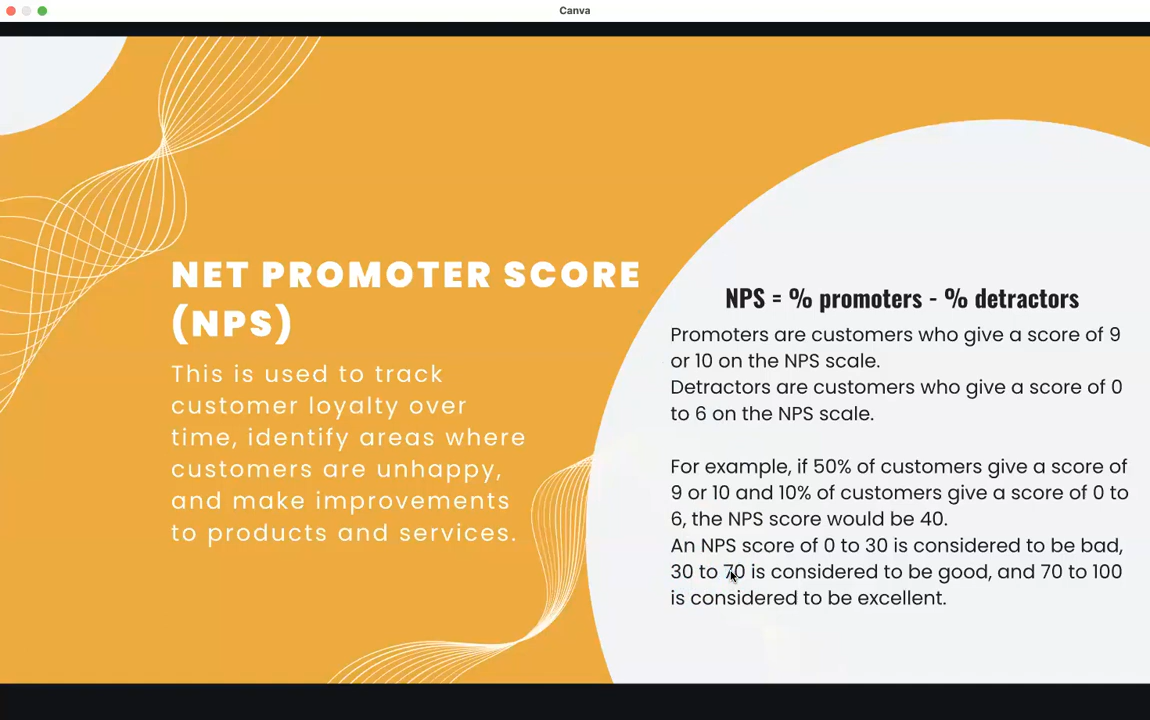 Canva
NET PROMOTER SCORE
(NPS)
This is used to track
customer loyalty over
time, identify areas where
customers are unhappy,
and make improvements
to products and services.
NPS = % promoters - % detractors
Promoters are customers who give a score of 9
or 10 on the NPS scale.
Detractors are customers who give a score of 0
to 6 on the NPS scale.
For example, if 50% of customers give a score of
9 or 10 and 10% of customers give a score of 0 to
6, the NPS score would be 40.
An NPS score of 0 to 30 is considered to be bad,
30 to 70 is considered to be good, and 70 to 100
is considered to be excellent.